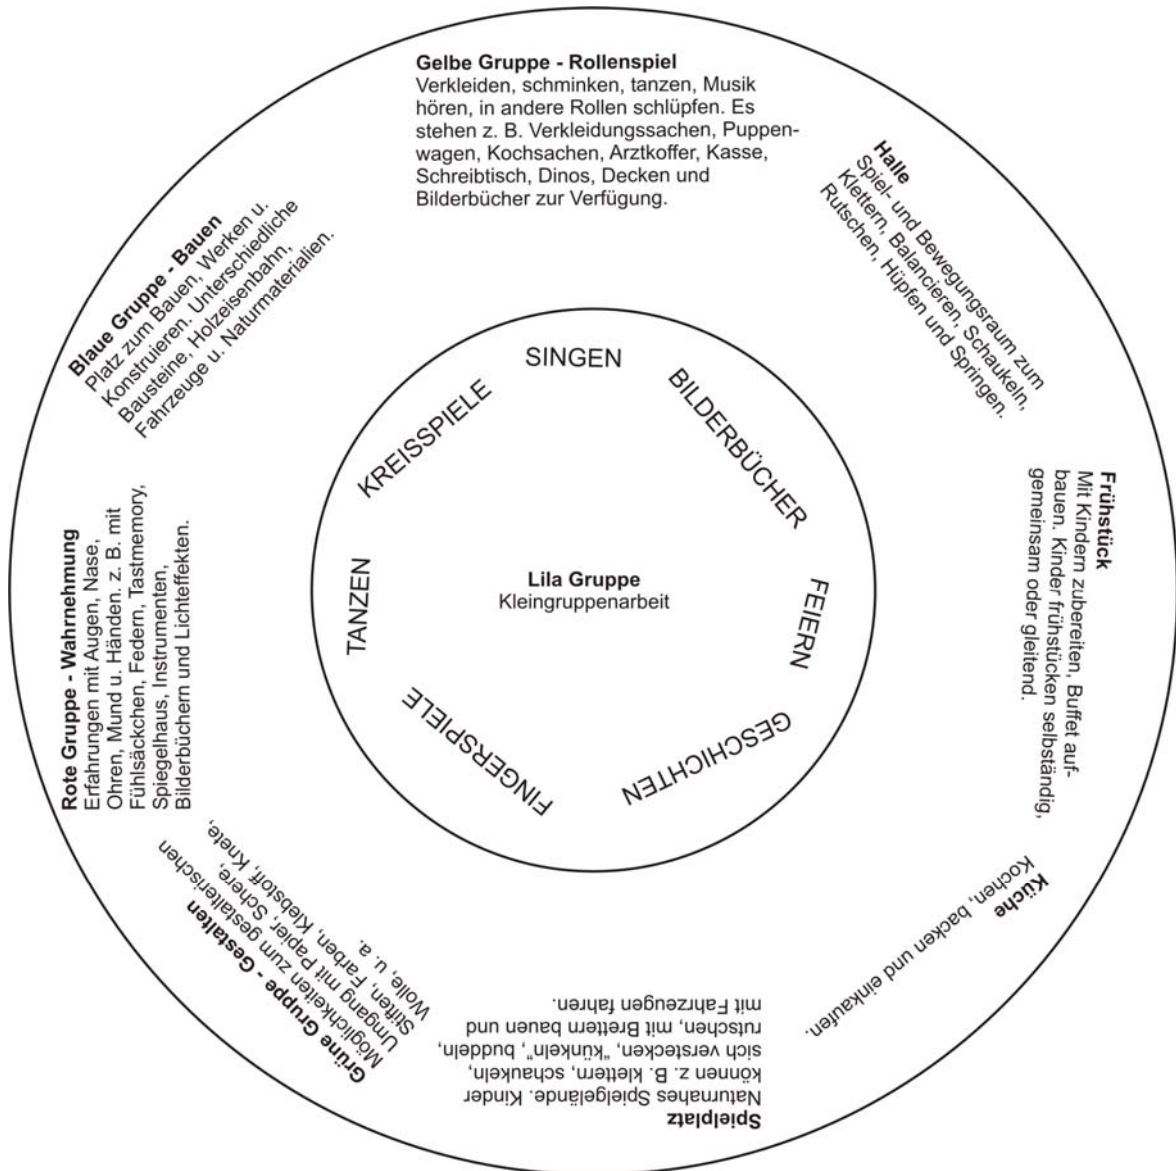 Gelbe Gruppe - Rollenspiel
Verkleiden, schminken, tanzen, Musik
hören, in andere Rollen schlüpfen. Es
stehen z. B. Verkleidungssachen, Puppen-
wagen, Kochsachen, Arztkoffer, Kasse,
Schreibtisch, Dinos, Decken und
Bilderbücher zur Verfügung.
Halle
Spiel- und Bewegungsraum zum
Klettern, Balancieren, Schaukeln,
Rutschen, Hüpfen und Springen.
Frühstück
Mit Kindern zubereiten, Buffet auf-
bauen. Kinder frühstücken selbständig,
gemeinsam oder gleitend.
Küche
Kochen, backen und einkaufen.
Spielplatz
Naturnahes Spielgelände. Kinder
können z. B. klettern, schaukeln,
sich verstecken, "künkeln", buddeln,
rutschen, mit Brettern bauen und
mit Fahrzeugen fahren.
Grüne Gruppe - Gestalten
Möglichkeiten zum gestalterischen
Umgang mit Papier, Schere,
Stiften, Farben, Klebstoff, Knete,
Wolle, u. a.
Rote Gruppe - Wahrnehmung
Erfahrungen mit Augen, Nase,
Ohren, Mund u. Händen. z. B. mit
Fühlsäckchen, Federn, Tastmemory,
Spiegelhaus, Instrumenten,
Bilderbüchern und Lichteffekten.
Blaue Gruppe - Bauen
Platz zum Bauen, Werken u.
Konstruieren. Unterschiedliche
Bausteine, Holzeisenbahn,
Fahrzeuge u. Naturmaterialien.
SINGEN
BILDERBÜCHER
FEIERN
GESCHICHTEN
FINGERSPIELE
TANZEN
KREISSPIELE
Lila Gruppe
Kleingruppenarbeit